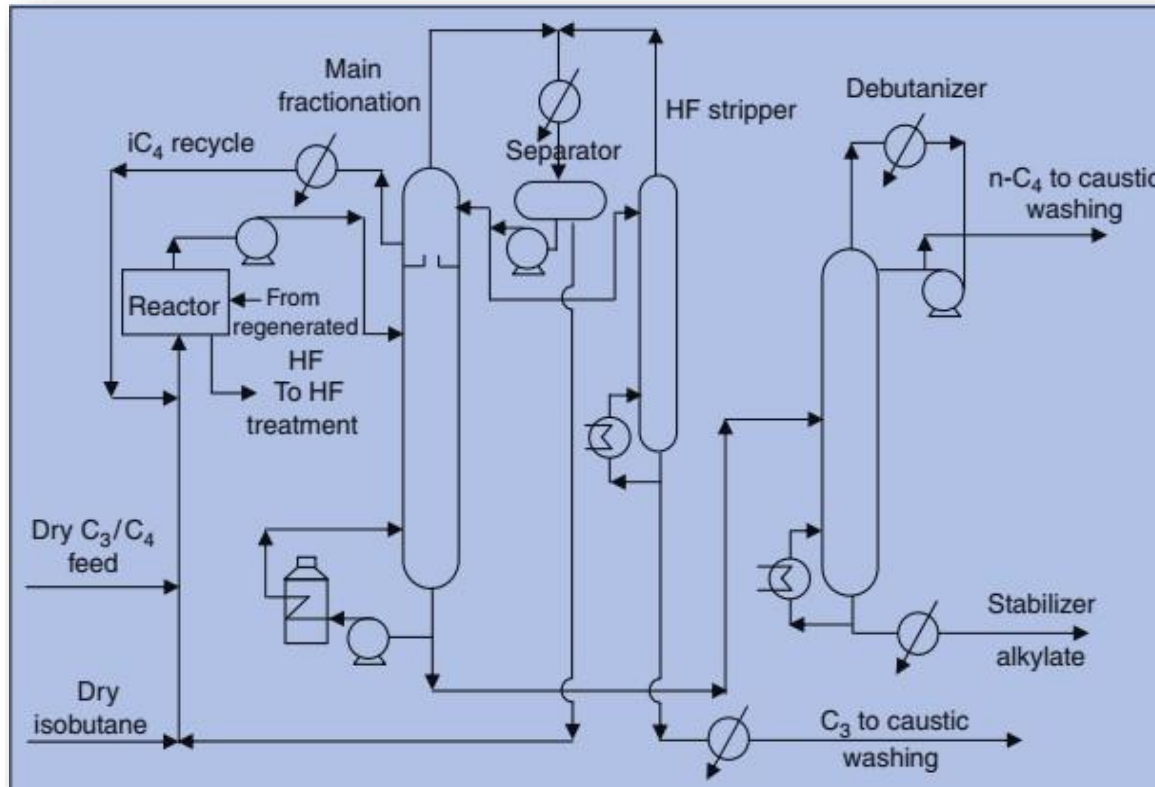 Main
fractionation
iC₄ recycle
Separator
HF stripper
Debutanizer
n-C₄ to caustic
washing
Reactor
From
regenerated
HF
To HF
treatment
Dry C₃/C₄
feed
Dry
isobutane
Stabilizer
alkylate
C₃ to caustic
washing